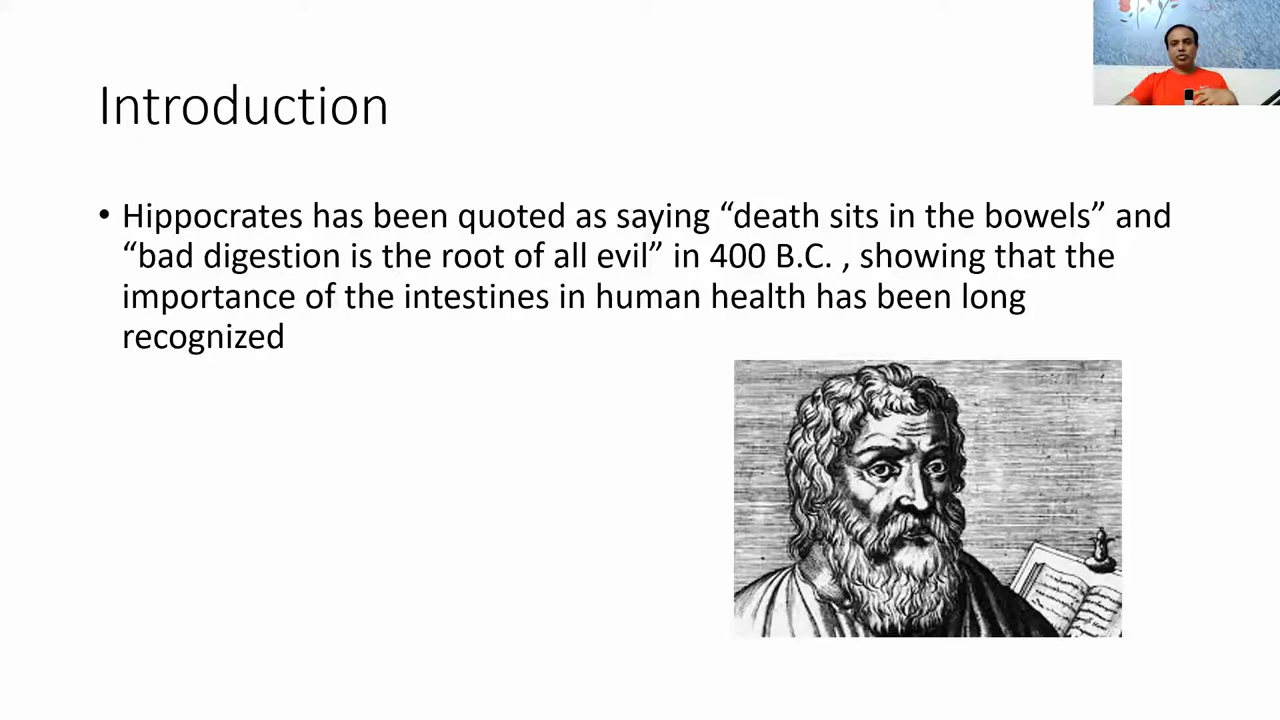 Introduction
• Hippocrates has been quoted as saying “death sits in the bowels” and
“bad digestion is the root of all evil” in 400 B.C. , showing that the
importance of the intestines in human health has been long
recognized